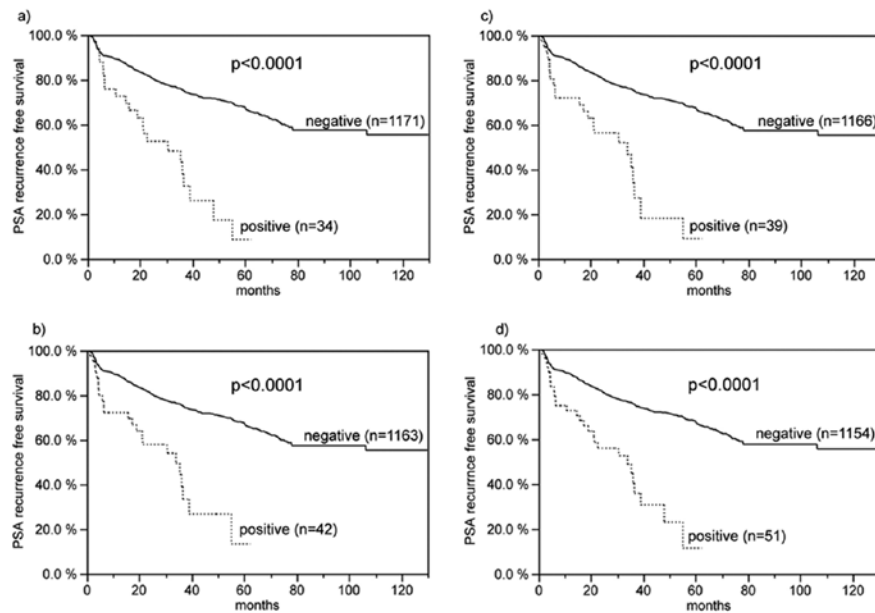 a)
100.0 %
80.0 %
60.0 %
40.0 %
20.0 %
0.0 %
PSA recurrence free survival
p<0.0001
negative (n=1171)
positive (n=34)
0 20 40 60 80 100 120
months
c)
100.0 %
80.0 %
60.0 %
40.0 %
20.0 %
0.0 %
PSA recurrence free survival
p<0.0001
negative (n=1166)
positive (n=39)
0 20 40 60 80 100 120
months
b)
100.0 %
80.0 %
60.0 %
40.0 %
20.0 %
0.0 %
PSA recurrence free survival
p<0.0001
negative (n=1163)
positive (n=42)
0 20 40 60 80 100 120
months
d)
100.0 %
80.0 %
60.0 %
40.0 %
20.0 %
0.0 %
PSA recurrnce free survival
p<0.0001
negative (n=1154)
positive (n=51)
0 20 40 60 80 100 120
months